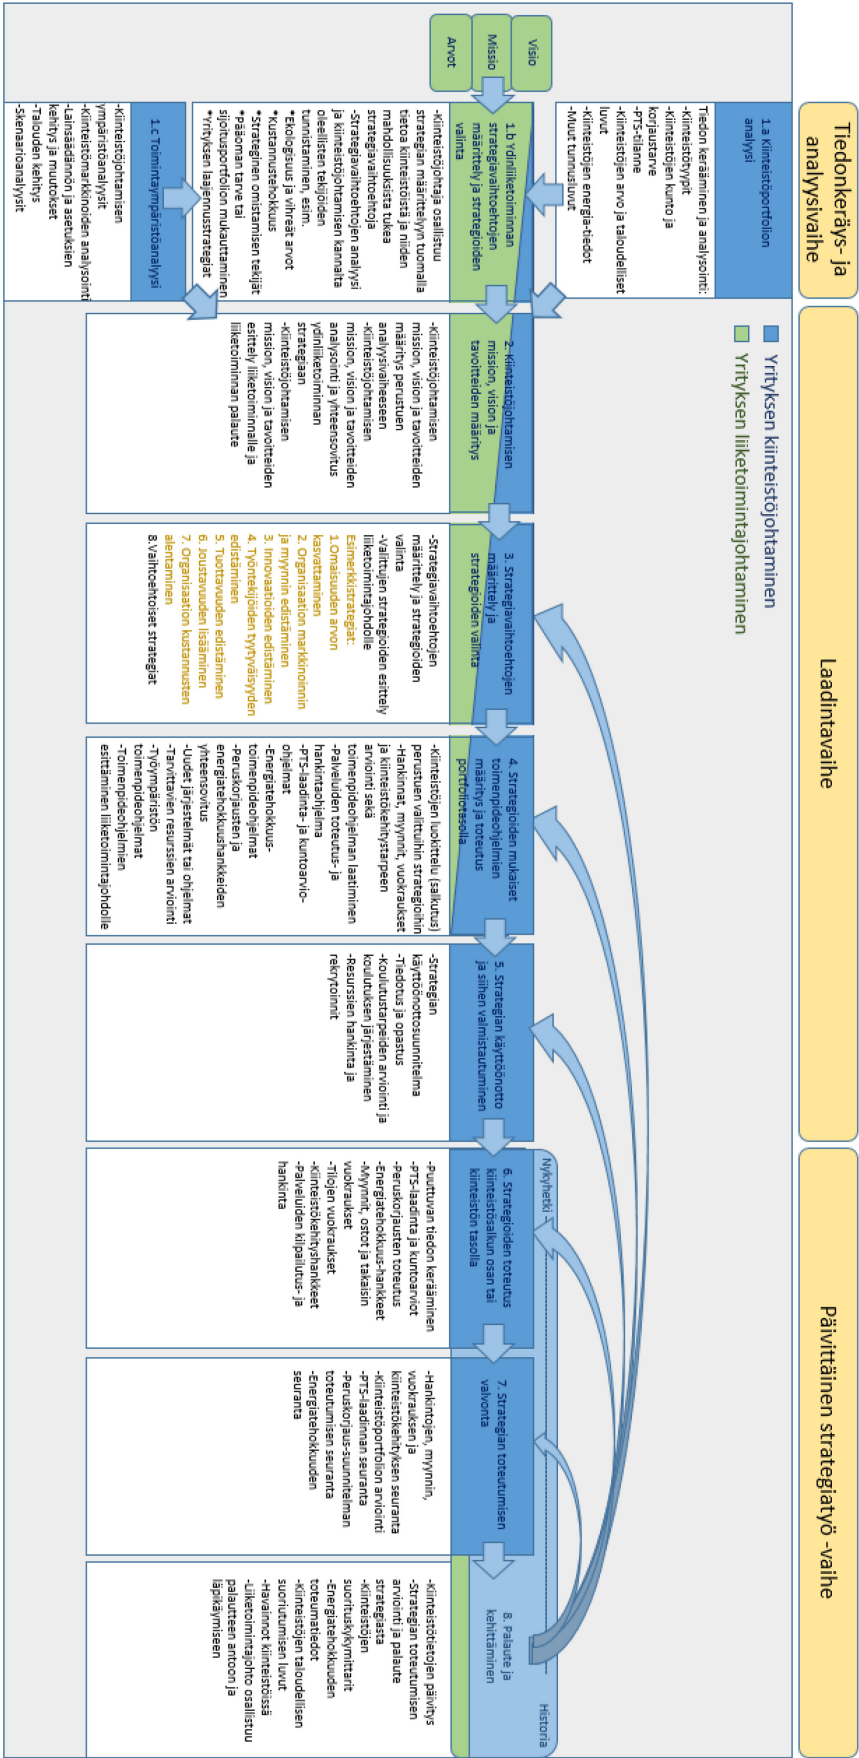 Tiedonkeräys- ja
analyysivaihe
Laadintavaihe
Päivittäinen strategiatyö -vaihe
Yrityksen kiinteistöjohtaminen
Yrityksen liiketoimintajohtaminen
1.a Kiinteistöportfolion
analyysi
Tiedon kerääminen ja analysointi:
-Kiinteistötyypit
-Kiinteistöjen kunto ja
korjaustarve
-PTS-tilanne
-Kiinteistöjen arvo ja taloudelliset
luvut
-Kiinteistöjen energia-tiedot
-Muut tunnusluvut
Visio
Missio
Arvot
1.b Ydinliiketoiminnan
strategiavaihtoehtojen
määrittely ja strategioiden
valinta
-Kiinteistöjohtaja osallistuu
strategian määrittelyyn tuomalla
tietoa kiinteistöistä ja niiden
mahdollisuuksista tukea
strategiavaihtoehtoja
-Strategiavaihtoehtojen analyysi
ja kiinteistöjohtamisen kannalta
oleellisten tekijöiden
tunnistaminen, esim.
*Ekologisuus ja vihreät arvot
*Kustannustehokkuus
*Strateginen omistamisen tekijät
*Pääoman tarve tai
sijoitusportfolion mukauttaminen
*Yrityksen laajennusstrategiat
1.c Toimintaympäristöanalyysi
-Kiinteistöjohtamisen
ympäristöanalyysit
-Kiinteistömarkkinoiden analysointi
-Lainsäädännön ja asetuksien
kehitys ja muutokset
-Talouden kehitys
-Skenaarioanalyysit
2. Kiinteistöjohtamisen
mission, vision ja
tavoitteiden määritys
-Kiinteistöjohtamisen
mission, vision ja tavoitteiden
määritys perustuen
analyysivaiheeseen
-Kiinteistöjohtamisen
mission, vision ja tavoitteiden
analysointi ja yhteensovitus
ydinliiketoiminnan
strategiaan
-Kiinteistöjohtamisen
mission, vision ja tavoitteiden
esittely liiketoiminnalle ja
liiketoiminnan palaute
3. Strategiavaihtoehtojen
määrittely ja
strategioiden valinta
-Strategiavaihtoehtojen
määrittely ja strategioiden
valinta
-Valittujen strategioiden esittely
liiketoimintajohdolle
Esimerkkistrategiat:
1.Omaisuuden arvon
kasvattaminen
2. Organisaation markkinoinnin
ja myynnin edistäminen
3. Innovaatioiden edistäminen
4. Työntekijöiden tyytyväisyyden
edistäminen
5. Tuottavuuden edistäminen
6. Joustavuuden lisääminen
7. Organisaation kustannusten
alentaminen
8.Vaihtoehtoiset strategiat
4. Strategioiden mukaiset
toimenpideohjelmien
määritys ja toteutus
portfoliotasolla
-Kiinteistöjen luokittelu (salkutus)
perustuen valittuihin strategioihin
-Hankinnat, myynnit, vuokraukset
ja kiinteistökehitystarpeen
arviointi sekä
toimenpideohjelman laatiminen
-Palveluiden toteutus- ja
hankintaohjelma
-PTS-laadinta- ja kuntoarvio-
ohjelmat
-Energiatehokkuus-
toimenpideohjelmat
-Peruskorjausten ja
energiatehokkuushankkeiden
yhteensovitus
-Uudet järjestelmät tai ohjelmat
-Tarvittavien resurssien arviointi
-Työympäristön
toimenpideohjelmat
-Toimenpideohjelmien
esittäminen liiketoimintajohdolle
5. Strategian käyttöönotto
ja siihen valmistautuminen
-Strategian
käyttöönottosuunnitelma
-Tiedotus ja opastus
-Koulutustarpeiden arviointi ja
koulutuksen järjestäminen
-Resurssien hankinta ja
rekrytoinnit
Nykyhetki
Historia
6. Strategioiden toteutus
kiinteistösalkun osan tai
kiinteistön tasolla
-Puuttuvan tiedon kerääminen
-PTS-laadinta ja kuntoarviot
-Peruskorjausten toteutus
-Energiatehokkuus-hankkeet
-Myynnit, ostot ja takaisin
vuokraukset
-Tilojen vuokraukset
-Kiinteistökehityshankkeet
-Palveluiden kilpailutus- ja
hankinta
7. Strategian toteutumisen
valvonta
-Hankintojen, myynnin,
vuokrauksen ja
kiinteistökehityksen seuranta
-Kiinteistöportfolion arviointi
-PTS-laadinnan seuranta
-Peruskorjaus-suunnitelman
toteutumisen seuranta
-Energiatehokkuuden
seuranta
8. Palaute ja
kehittäminen
-Kiinteistötietojen päivitys
-Strategian toteutumisen
arviointi ja palaute
strategiasta
-Kiinteistöjen
suorituskykymittarit
-Energiatehokkuuden
toteumatiedot
-Kiinteistöjen taloudellisen
suoriutumisen luvut
-Havainnot kiinteistöissä
-Liiketoimintajohto osallistuu
palautteen antoon ja
läpikäymiseen